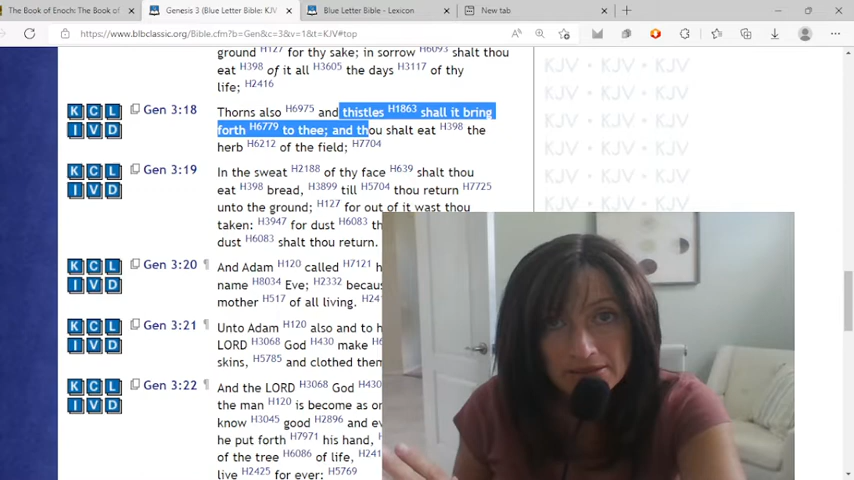 The Book of Enoch: The Book of
Genesis 3 (Blue Letter Bible: KJV
Blue Letter Bible - Lexicon
New tab
https://www.blbclassic.org/Bible.cfm?b=Gen&c=3&v=1&t=KJV#top
ground H127 for thy sake; in sorrow H6093 shalt thou
eat H398 of it all H3605 the days H3117 of thy
life; H2416
KJV KJV KJV
K C L Gen 3:18 Thorns also H6975 and thistles H1863 shall it bring
I V D forth H6779 to thee; and thou shalt eat H398 the
herb H6212 of the field; H7704
KJV KJV KJV
K C L Gen 3:19 In the sweat H2188 of thy face H639 shalt thou
I V D eat H398 bread, H3899 till H5704 thou return H7725
unto the ground; H127 for out of it wast thou
taken: H3947 for dust H6083
dust H6083 shalt thou return.
K C L Gen 3:20 ¶ And Adam H120 called H7121
I V D name H8034 Eve; H2332
mother H517 of all living.
K C L Gen 3:21 ¶ Unto Adam H120 also and to
I V D LORD H3068 God H430 make
skins, H5785 and clothed
K C L Gen 3:22 ¶ And the LORD H3068 God H430
I V D the man H120 is become as
know H3045 good H2896 and
he put forth H7971 his hand,
of the tree H6086 of life,
live H2425 for ever: H5769